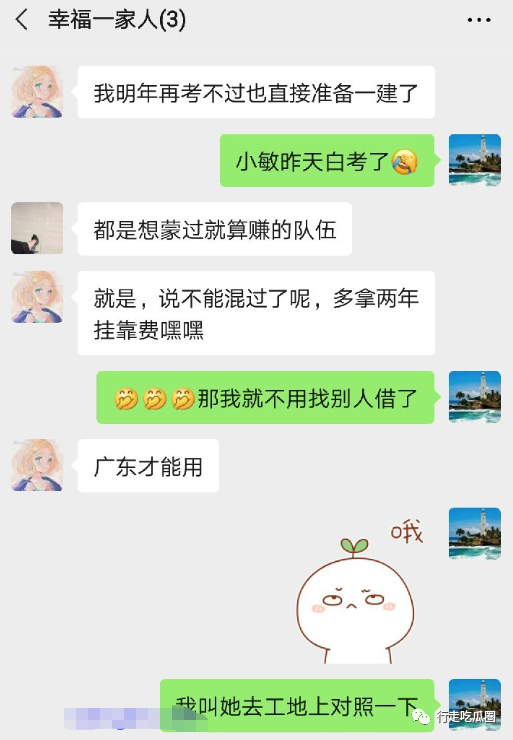 幸福一家人(3)
我明年再考不过也直接准备一建了
小敏昨天白考了
都是想蒙过就算赚的队伍
就是，说不能混过了呢，多拿两年
挂靠费嘿嘿
那我就不用找别人借了
广东才能用
哦
我叫她去工地上对照一下
行走吃瓜圈